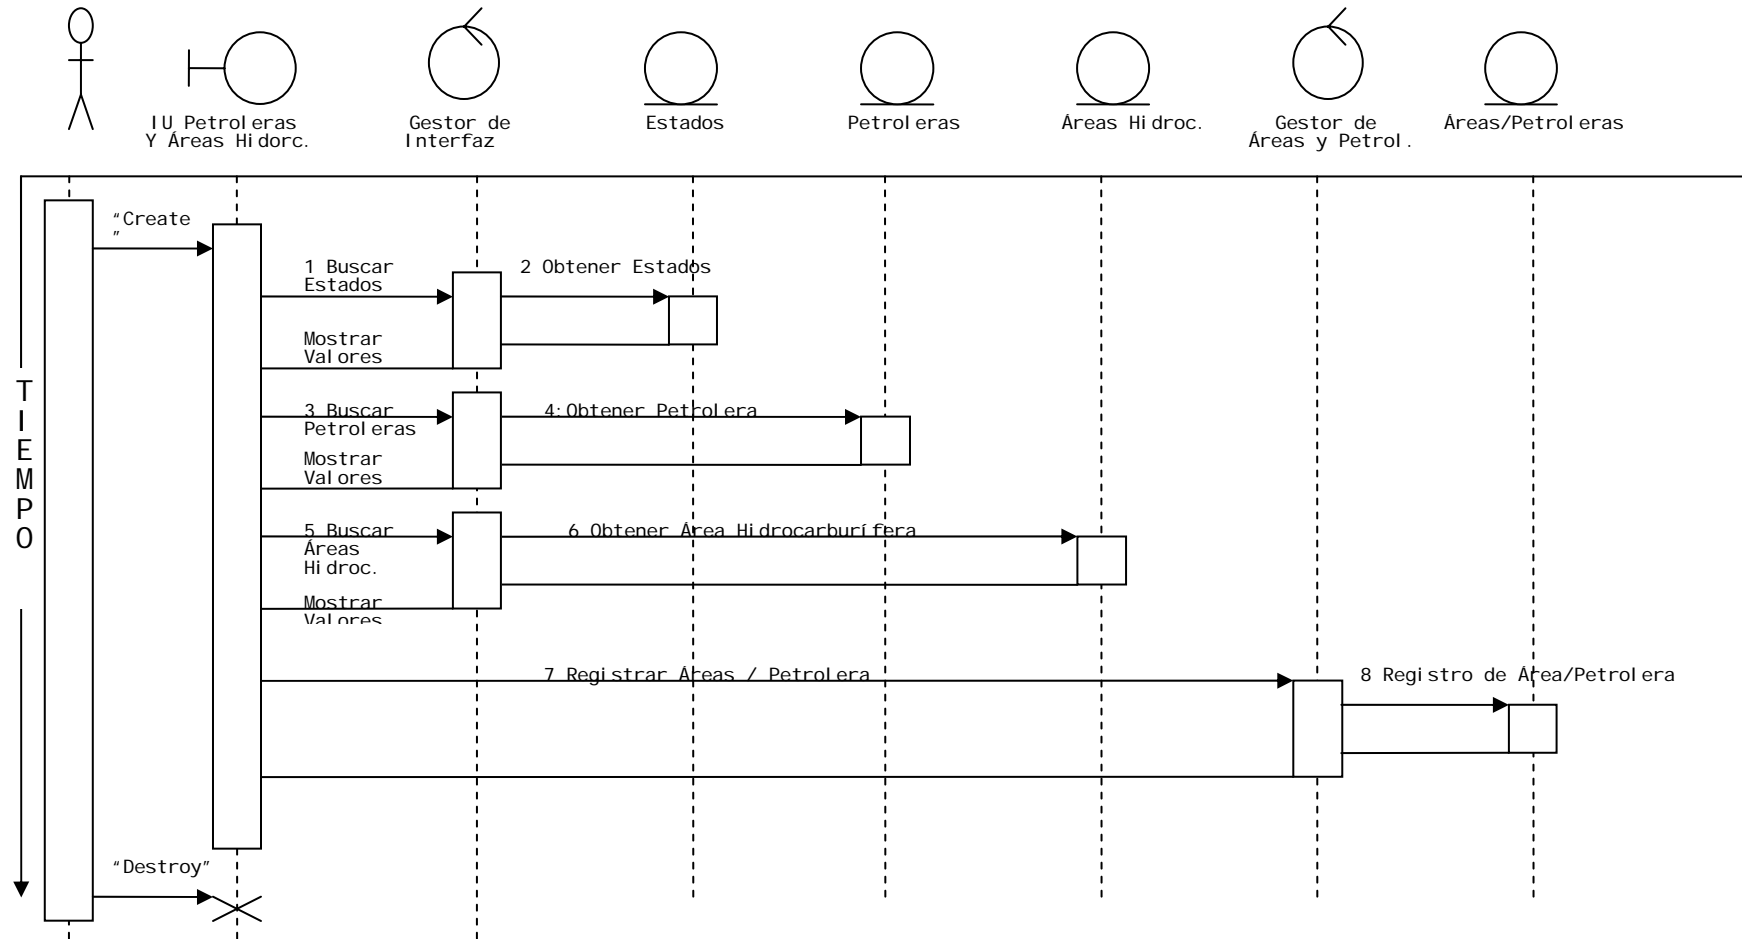 IU Petroleras
Y Áreas Hidorc.
Gestor de
Interfaz
Estados
Petroleras
Áreas Hidroc.
Gestor de
Áreas y Petrol.
Áreas/Petroleras
“Create
”
1 Buscar
Estados
2 Obtener Estados
Mostrar
Valores
3 Buscar
Petroleras
4:Obtener Petrolera
Mostrar
Valores
5 Buscar
Áreas
Hidroc.
6 Obtener Área Hidrocarburífera
Mostrar
Valores
7 Registrar Áreas / Petrolera
8 Registro de Área/Petrolera
“Destroy”
TIEMPO